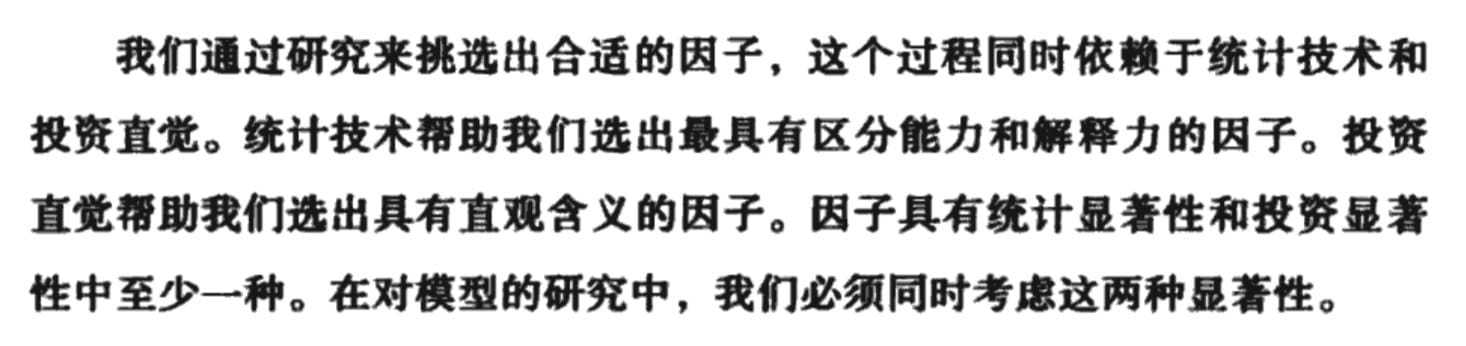 我们通过研究来挑选出合适的因子，这个过程同时依赖于统计技术和
投资直觉。统计技术帮助我们选出最具有区分能力和解释力的因子。投资
直觉帮助我们选出具有直观含义的因子。因子具有统计显著性和投资显著
性中至少一种。在对模型的研究中，我们必须同时考虑这两种显著性。